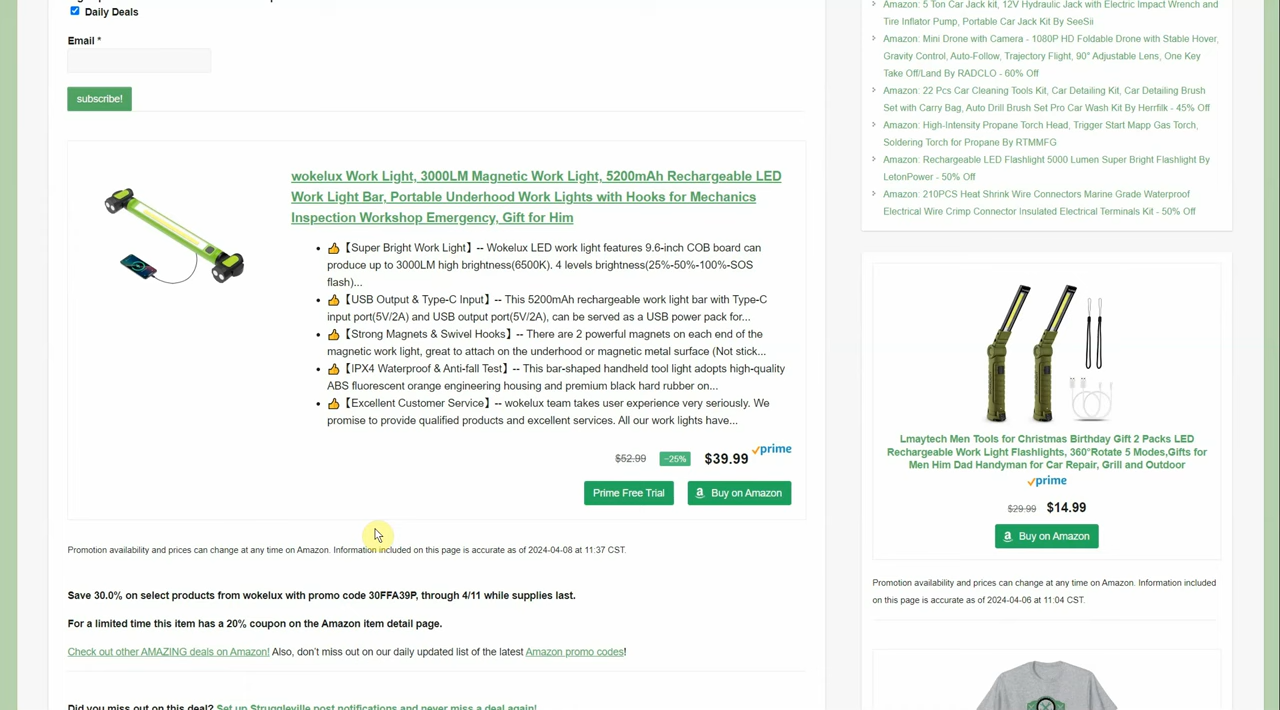 Daily Deals
Email *
subscribe!
wokelux Work Light, 3000LM Magnetic Work Light, 5200mAh Rechargeable LED
Work Light Bar, Portable Underhood Work Lights with Hooks for Mechanics
Inspection Workshop Emergency, Gift for Him
👍【Super Bright Work Light】-- Wokelux LED work light features 9.6-inch COB board can
produce up to 3000LM high brightness(6500K). 4 levels brightness(25%-50%-100%-SOS
flash)...
👍【USB Output & Type-C Input】-- This 5200mAh rechargeable work light bar with Type-C
input port(5V/2A) and USB output port(5V/2A), can be served as a USB power pack for...
👍【Strong Magnets & Swivel Hooks】-- There are 2 powerful magnets on each end of the
magnetic work light, great to attach on the underhood or magnetic metal surface (Not stick...
👍【IPX4 Waterproof & Anti-fall Test】-- This bar-shaped handheld tool light adopts high-quality
ABS fluorescent orange engineering housing and premium black hard rubber on...
👍【Excellent Customer Service】-- wokelux team takes user experience very seriously. We
promise to provide qualified products and excellent services. All our work lights have...
$52.99 −25% $39.99 prime
Prime Free Trial Buy on Amazon
Promotion availability and prices can change at any time on Amazon. Information included on this page is accurate as of 2024-04-08 at 11:37 CST.
Save 30.0% on select products from wokelux with promo code 30FFA39P, through 4/11 while supplies last.
For a limited time this item has a 20% coupon on the Amazon item detail page.
Check out other AMAZING deals on Amazon! Also, don't miss out on our daily updated list of the latest Amazon promo codes!
Did you miss out on this deal? Set up Struggleville post notifications and never miss a deal again!
Amazon: 5 Ton Car Jack kit, 12V Hydraulic Jack with Electric Impact Wrench and
Tire Inflator Pump, Portable Car Jack Kit By SeeSii
Amazon: Mini Drone with Camera - 1080P HD Foldable Drone with Stable Hover,
Gravity Control, Auto-Follow, Trajectory Flight, 90° Adjustable Lens, One Key
Take Off/Land By RADCLO - 60% Off
Amazon: 22 Pcs Car Cleaning Tools Kit, Car Detailing Kit, Car Detailing Brush
Set with Carry Bag, Auto Drill Brush Set Pro Car Wash Kit By Herrfilk - 45% Off
Amazon: High-Intensity Propane Torch Head, Trigger Start Mapp Gas Torch,
Soldering Torch for Propane By RTMMFG
Amazon: Rechargeable LED Flashlight 5000 Lumen Super Bright Flashlight By
LetonPower - 50% Off
Amazon: 210PCS Heat Shrink Wire Connectors Marine Grade Waterproof
Electrical Wire Crimp Connector Insulated Electrical Terminals Kit - 50% Off
Lmaytech Men Tools for Christmas Birthday Gift 2 Packs LED
Rechargeable Work Light Flashlights, 360°Rotate 5 Modes,Gifts for
Men Him Dad Handyman for Car Repair, Grill and Outdoor
prime
$29.99 $14.99
Buy on Amazon
Promotion availability and prices can change at any time on Amazon. Information included
on this page is accurate as of 2024-04-06 at 11:04 CST.